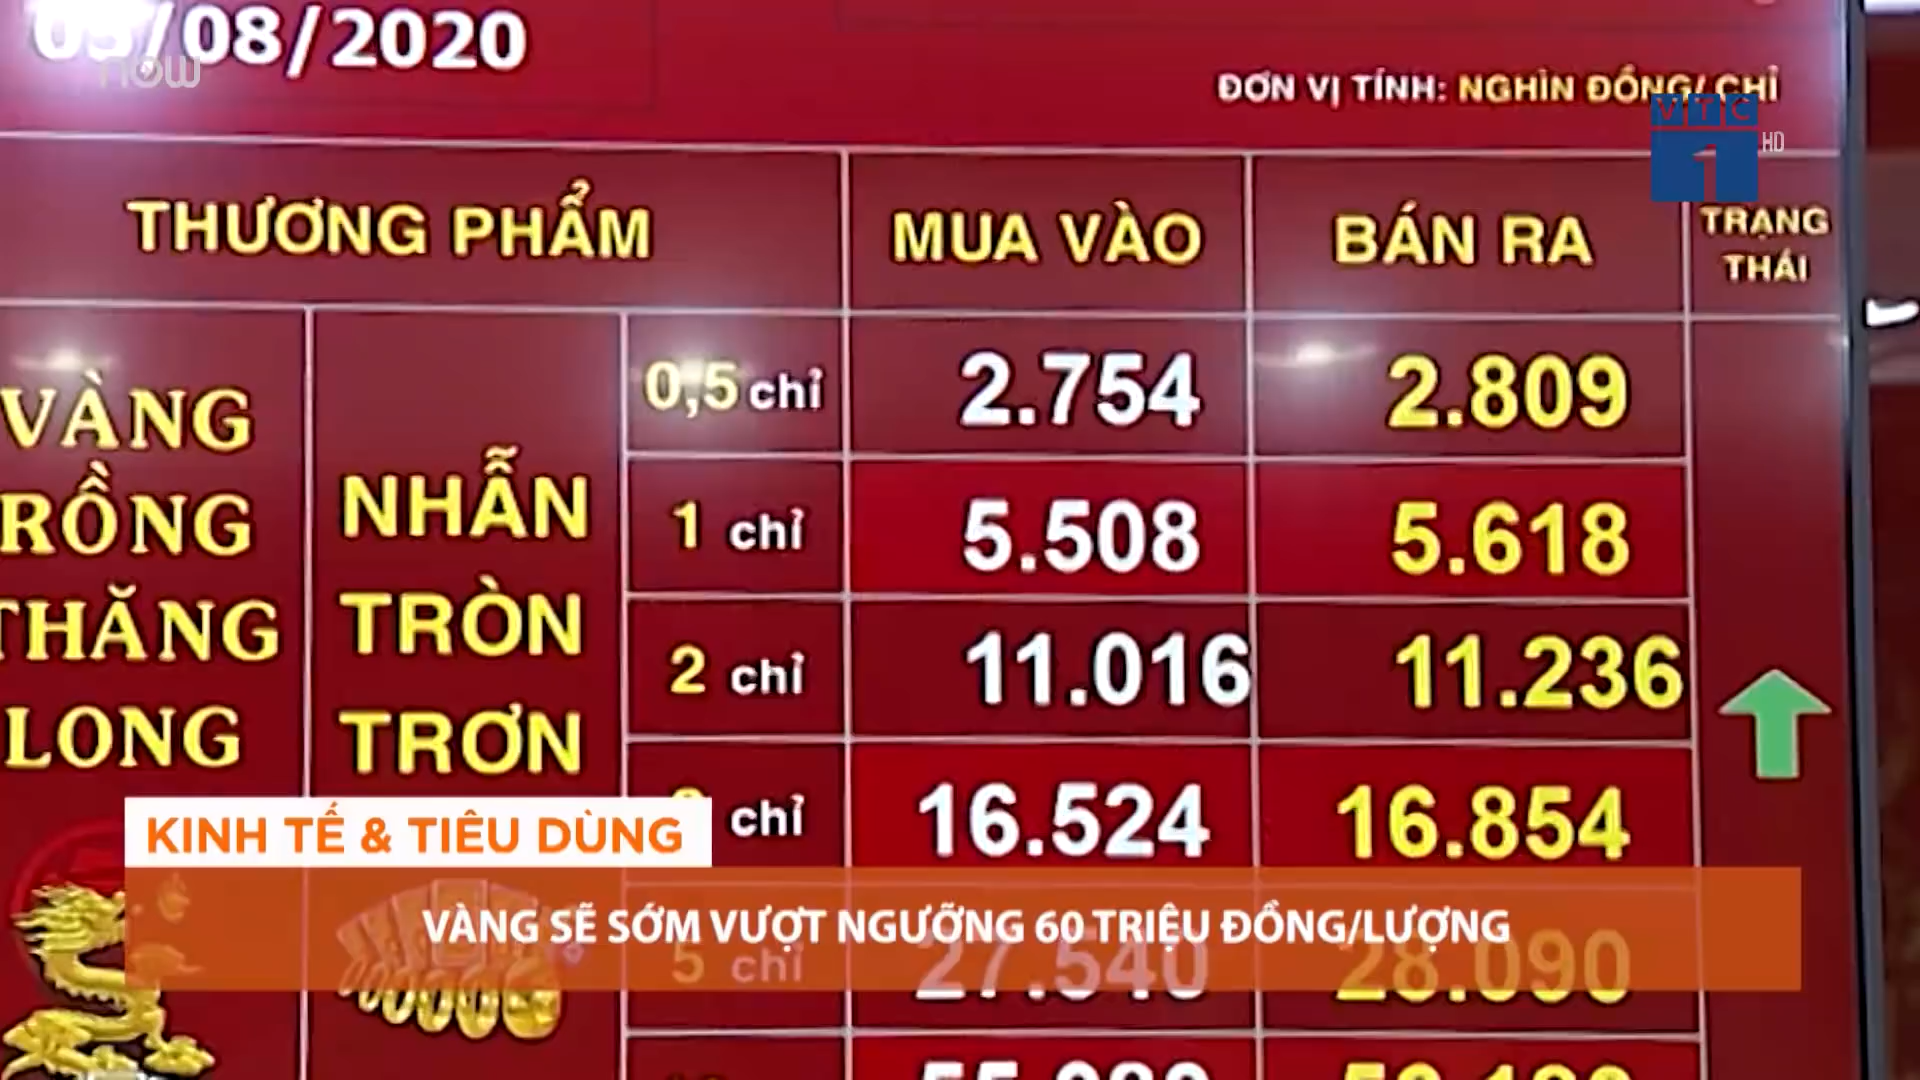 /08/2020
now
ĐƠN VỊ TÍNH: NGHÌN ĐỒNG/ CHỈ
VTC
1 HD
THƯƠNG PHẨM MUA VÀO BÁN RA TRẠNG THÁI
VÀNG RỒNG THĂNG LONG
NHẪN TRÒN TRƠN
0,5 chỉ 2.754 2.809
1 chỉ 5.508 5.618
2 chỉ 11.016 11.236
chỉ 16.524 16.854
KINH TẾ & TIÊU DÙNG
VÀNG SẼ SỚM VƯỢT NGƯỠNG 60 TRIỆU ĐỒNG/LƯỢNG
5 chỉ 27.540 28.090